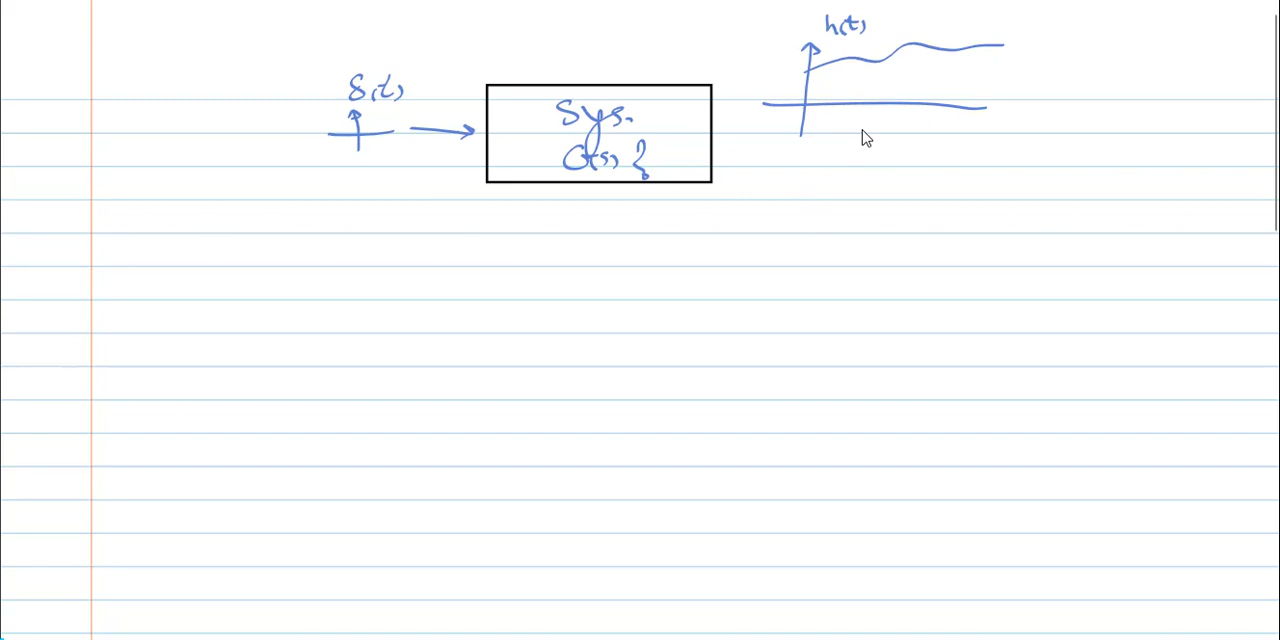 h(t)
δ(t)
Sys.
G(s) }